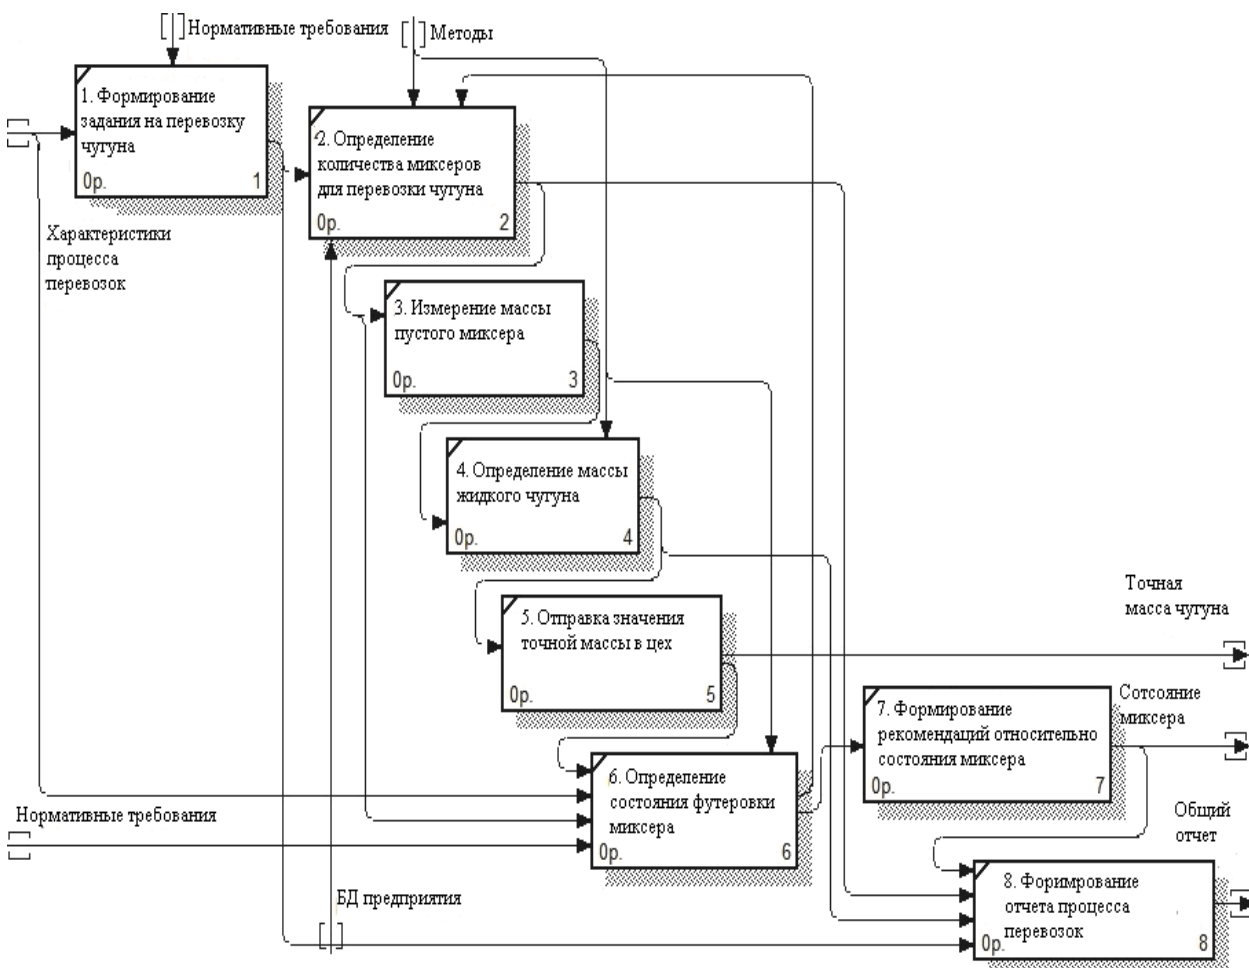 Нормативные требования
Методы
1. Формирование
задания на перевозку
чугуна
0р.
1
2. Определение
количества миксеров
для перевозки чугуна
0р.
2
Характеристики
процесса
перевозок
3. Измерение массы
пустого миксера
0р.
3
4. Определение массы
жидкого чугуна
0р.
4
Точная
масса чугуна
5. Отправка значения
точной массы в цех
0р.
5
Сотсояние
миксера
7. Формирование
рекомендаций относительно
состояния миксера
0р.
7
6. Определение
состояния футеровки
миксера
0р.
6
Нормативные требования
Общий
отчет
БД предприятия
8. Форимрование
отчета процесса
перевозок
0р.
8